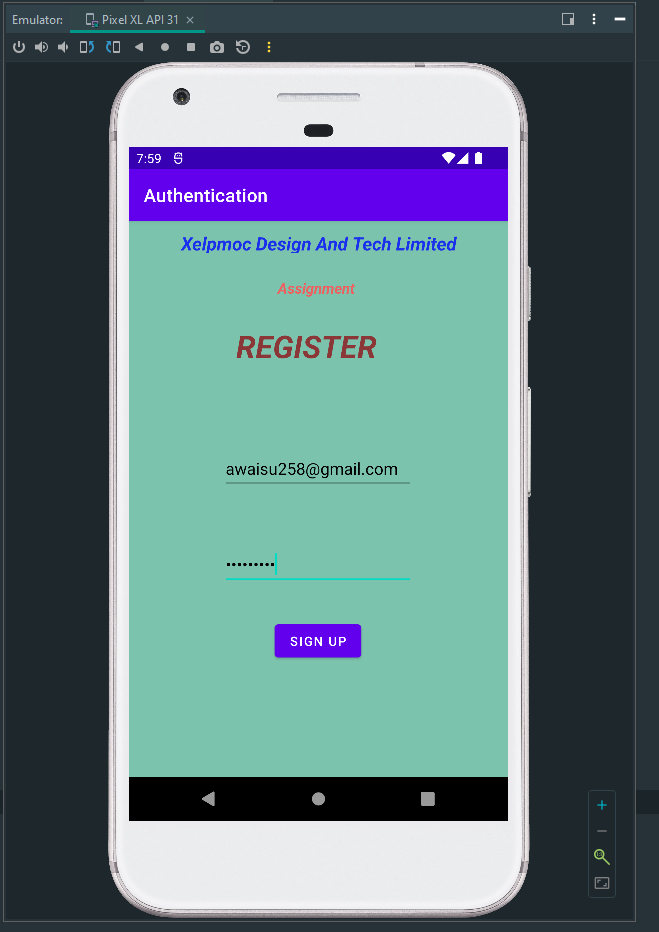 Emulator: Pixel XL API 31
7:59
Authentication
Xelpmoc Design And Tech Limited
Assignment
REGISTER
awaisu258@gmail.com
•••••••••
SIGN UP